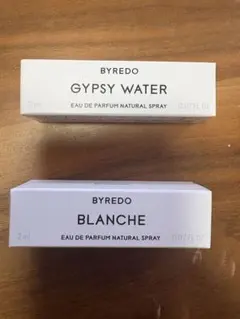 BYREDO
GYPSY WATER
EAU DE PARFUM NATURAL SPRAY
BYREDO
BLANCHE
EAU DE PARFUM NATURAL SPRAY